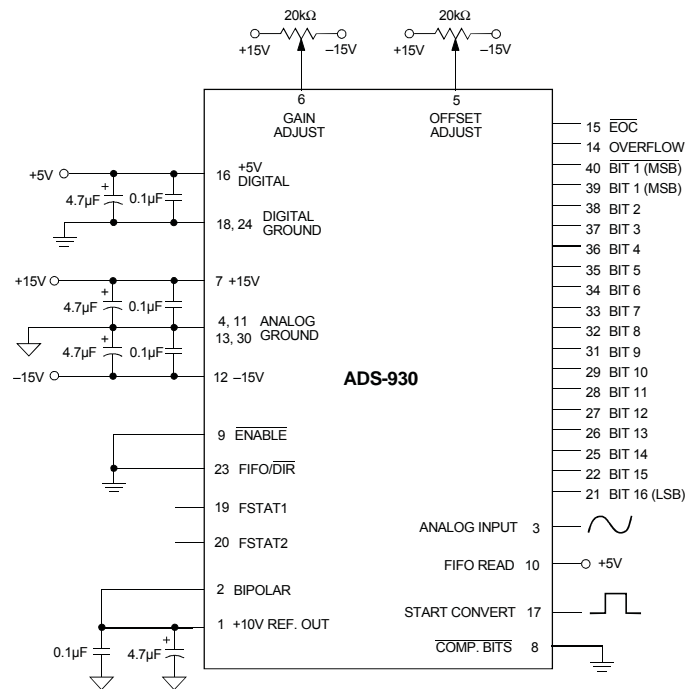 20kΩ 20kΩ
+15V –15V +15V –15V
6 5
GAIN ADJUST
OFFSET ADJUST
+5V
4.7µF + 0.1µF
16 +5V DIGITAL
18, 24 DIGITAL GROUND
+15V
7 +15V
4.7µF + 0.1µF
4, 11 ANALOG
13, 30 GROUND
4.7µF + 0.1µF
–15V
12 –15V
ADS-930
9 ENABLE
23 FIFO/DIR
19 FSTAT1
20 FSTAT2
2 BIPOLAR
1 +10V REF. OUT
0.1µF 4.7µF +
15 EOC
14 OVERFLOW
40 BIT 1 (MSB)
39 BIT 1 (MSB)
38 BIT 2
37 BIT 3
36 BIT 4
35 BIT 5
34 BIT 6
33 BIT 7
32 BIT 8
31 BIT 9
29 BIT 10
28 BIT 11
27 BIT 12
26 BIT 13
25 BIT 14
22 BIT 15
21 BIT 16 (LSB)
ANALOG INPUT 3
FIFO READ 10 +5V
START CONVERT 17
COMP. BITS 8